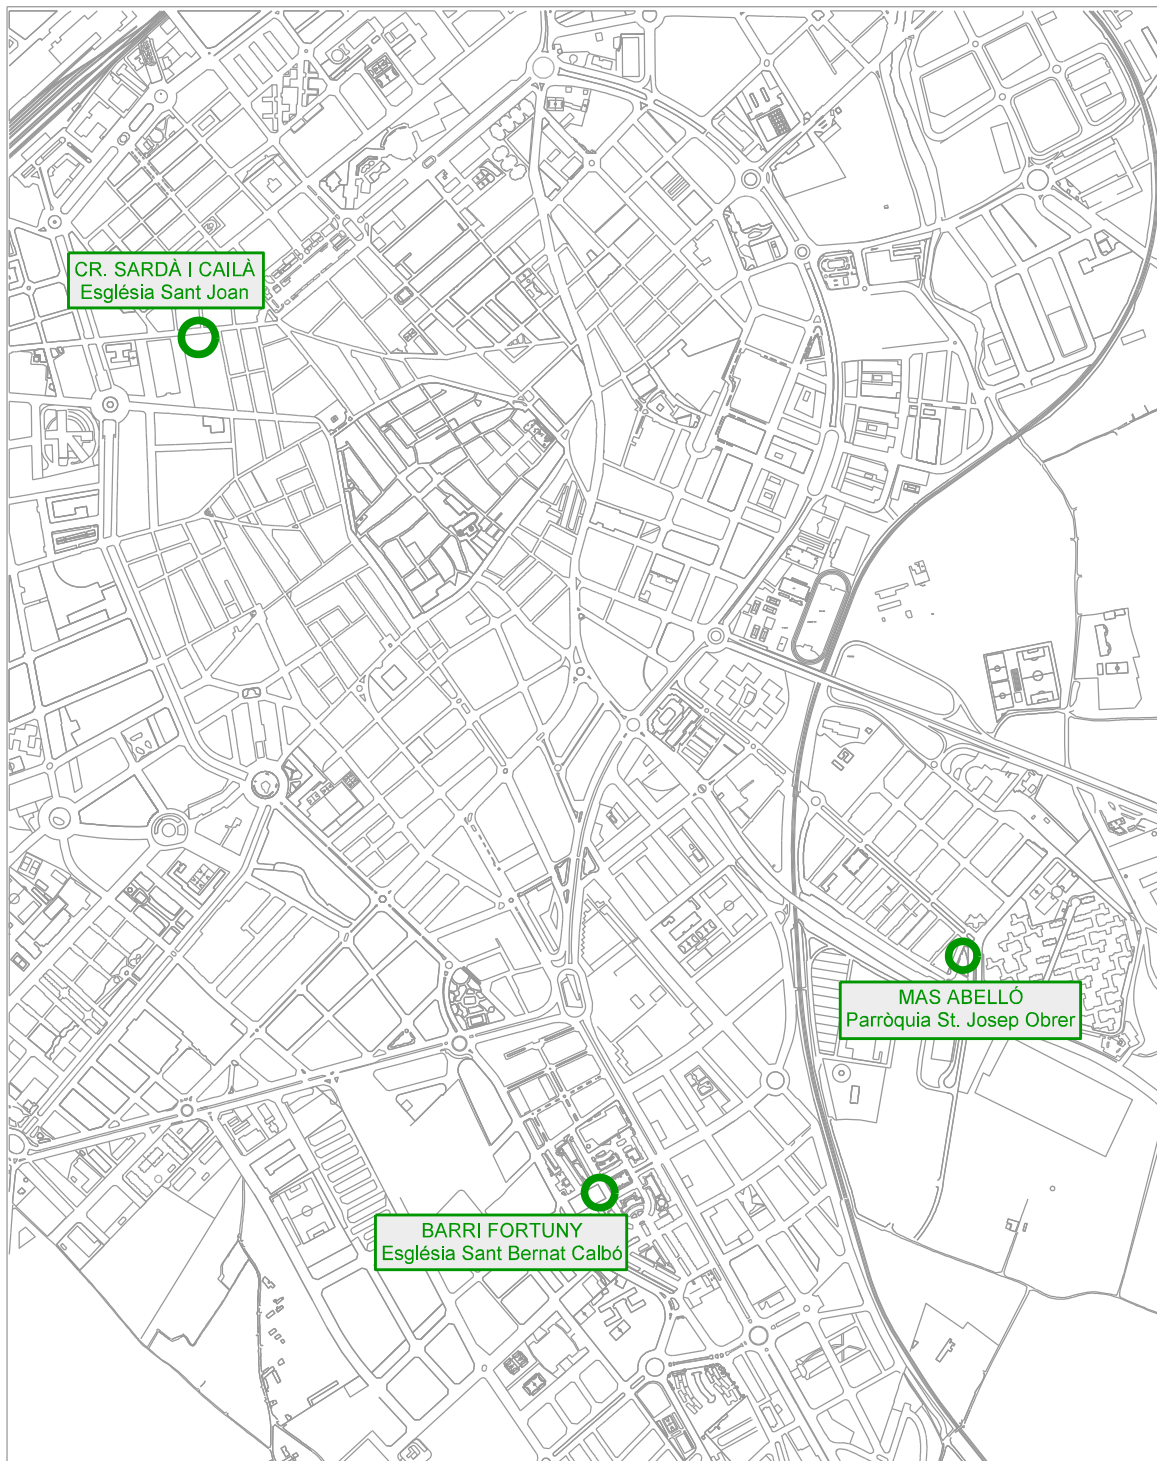 CR. SARDÀ I CAILÀ
Església Sant Joan
MAS ABELLÓ
Parròquia St. Josep Obrer
BARRI FORTUNY
Església Sant Bernat Calbó